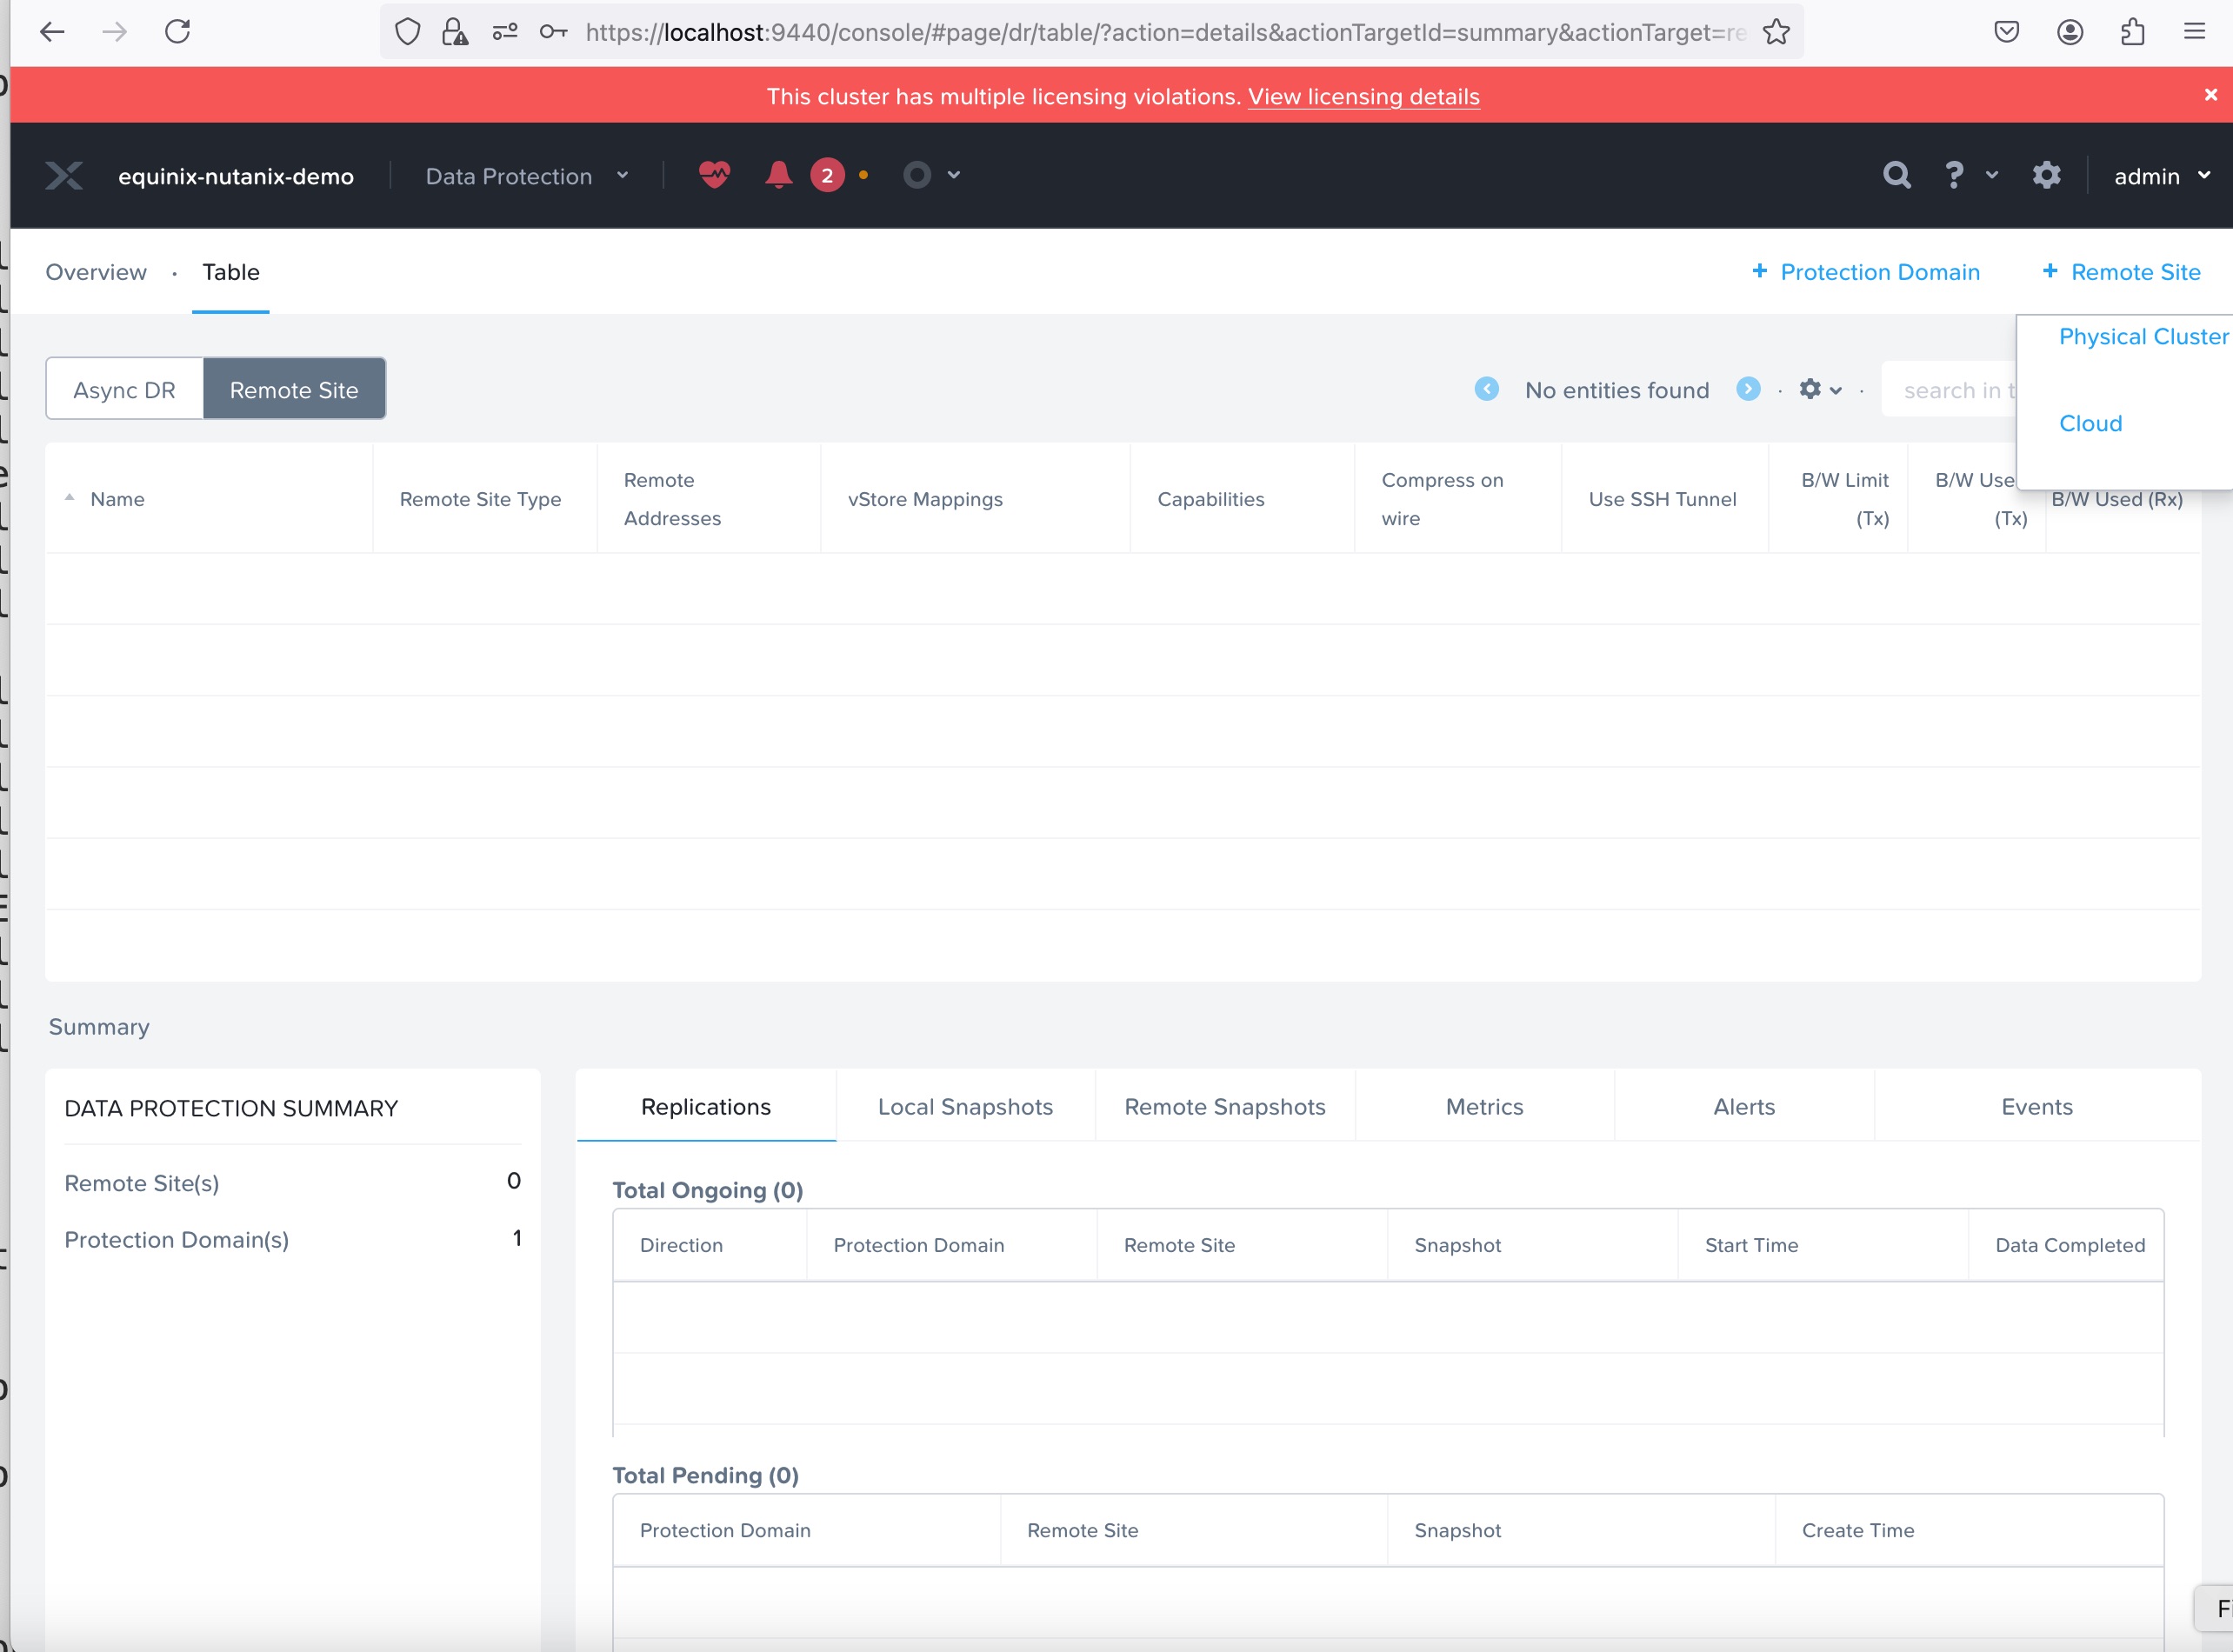 https://localhost:9440/console/#page/dr/table/?action=details&actionTargetId=summary&actionTarget=re
This cluster has multiple licensing violations. View licensing details
equinix-nutanix-demo
Data Protection
2
?
admin
Overview · Table
+ Protection Domain
+ Remote Site
Physical Cluster
Cloud
Async DR
Remote Site
No entities found
search in t
Name
Remote Site Type
Remote Addresses
vStore Mappings
Capabilities
Compress on wire
Use SSH Tunnel
B/W Limit (Tx)
B/W Use (Tx)
B/W Used (Rx)
Summary
DATA PROTECTION SUMMARY
Remote Site(s) 0
Protection Domain(s) 1
Replications
Local Snapshots
Remote Snapshots
Metrics
Alerts
Events
Total Ongoing (0)
Direction
Protection Domain
Remote Site
Snapshot
Start Time
Data Completed
Total Pending (0)
Protection Domain
Remote Site
Snapshot
Create Time